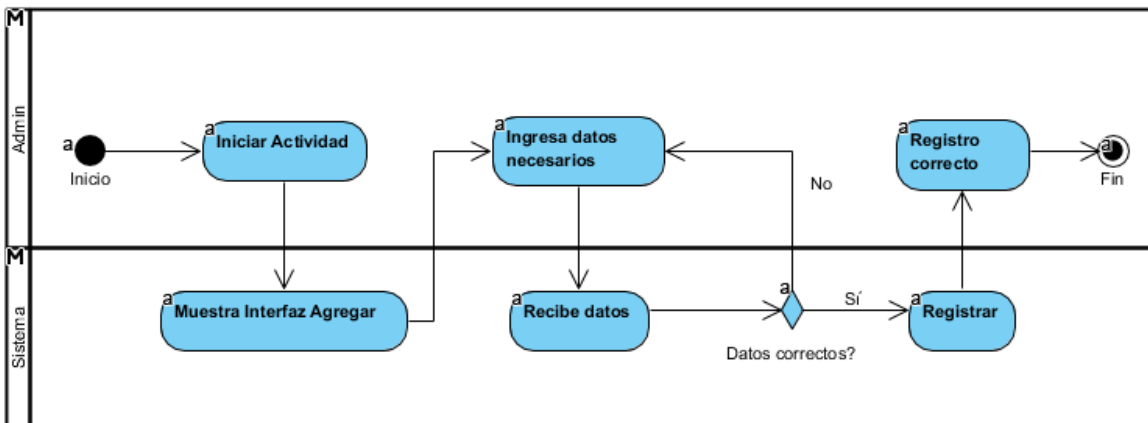 M
Admin
a
Inicio
a
Iniciar Actividad
a
Ingresa datos
necesarios
No
a
Registro
correcto
a
Fin
M
Sistema
a
Muestra Interfaz Agregar
a
Recibe datos
a
Datos correctos?
Sí
a
Registrar